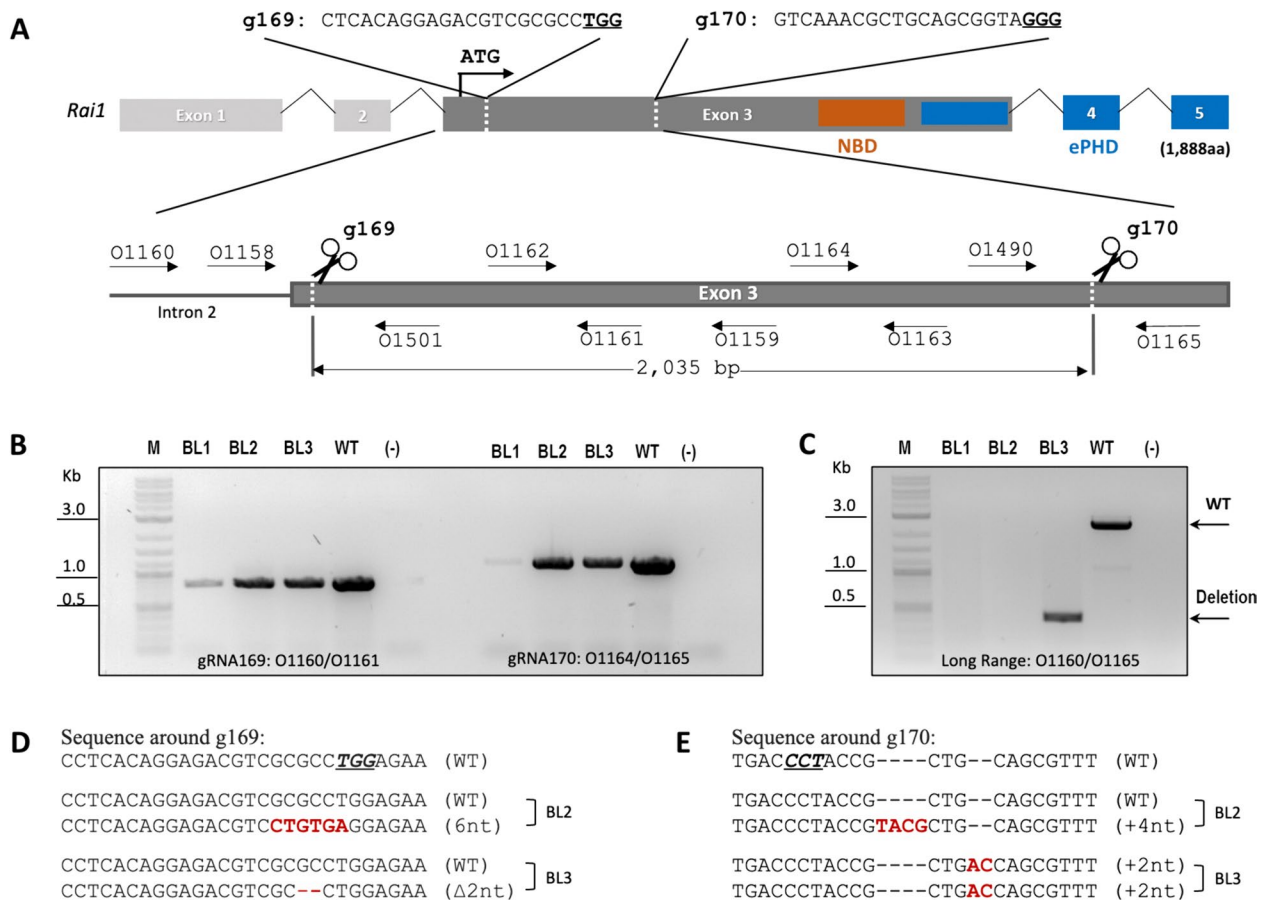 A
g169: CTCACAGGAGACGTCGCGCCTGG
g170: GTCAAACGCTGCAGCGGTAGGG
ATG
Rai1
Exon 1
2
Exon 3
4
5
NBD
ePHD
(1,888aa)
O1160
O1158
g169
O1162
O1164
O1490
g170
Exon 3
Intron 2
O1501
O1161
O1159
O1163
O1165
2,035 bp
B
M BL1 BL2 BL3 WT (-) BL1 BL2 BL3 WT (-)
Kb
3.0
1.0
0.5
gRNA169: O1160/O1161
gRNA170: O1164/O1165
C
M BL1 BL2 BL3 WT (-)
Kb
3.0
1.0
0.5
WT
Deletion
Long Range: O1160/O1165
D
Sequence around g169:
CCTCACAGGAGACGTCGCGCCTGGAGAA (WT)
CCTCACAGGAGACGTCGCGCCTGGAGAA (WT)
CCTCACAGGAGACGTCCTGTGAGGAGAA (6nt)
BL2
CCTCACAGGAGACGTCGCGCCTGGAGAA (WT)
CCTCACAGGAGACGTCGC--CTGGAGAA (Δ2nt)
BL3
E
Sequence around g170:
TGACCCTACCG----CTG--CAGCGTTT (WT)
TGACCCTACCG----CTG--CAGCGTTT (WT)
TGACCCTACCGTACGCTG--CAGCGTTT (+4nt)
BL2
TGACCCTACCG----CTGACCAGCGTTT (+2nt)
TGACCCTACCG----CTGACCAGCGTTT (+2nt)
BL3